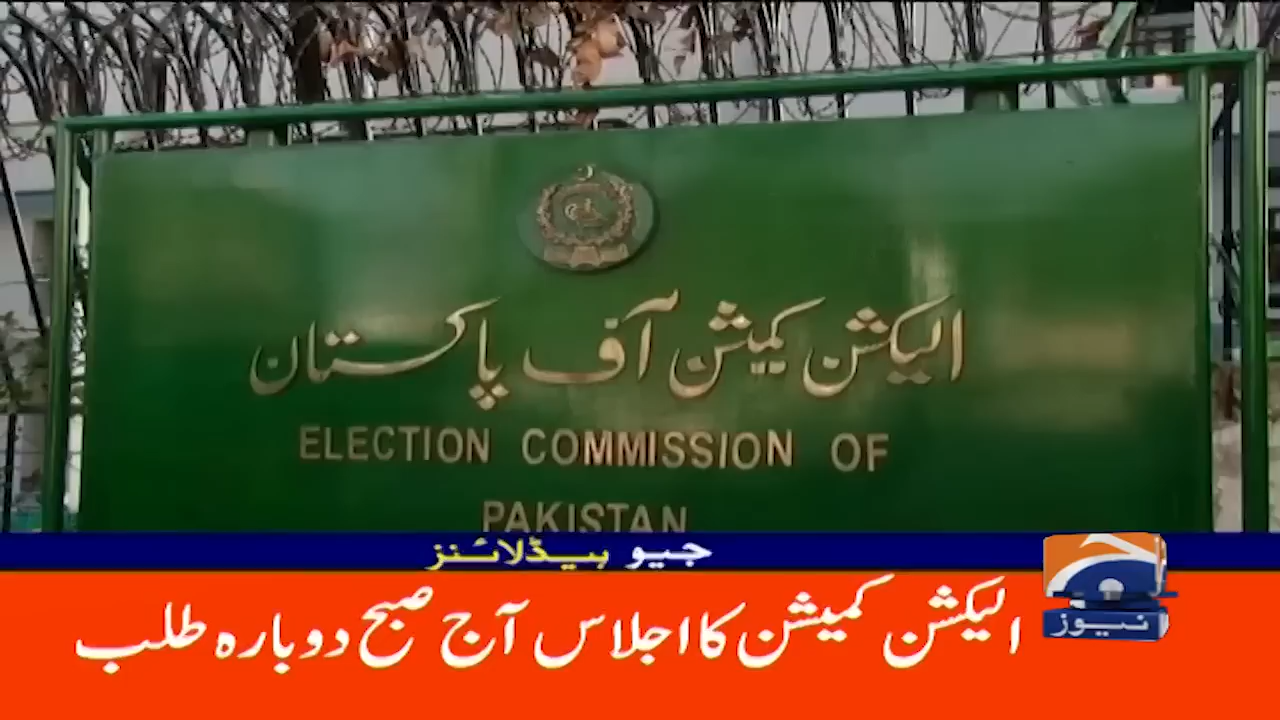 الیکشن کمیشن آف پاکستان
ELECTION COMMISSION OF
PAKISTAN
جیو ہیڈلائنز
الیکشن کمیشن کا اجلاس آج صبح دوبارہ طلب
نیوز